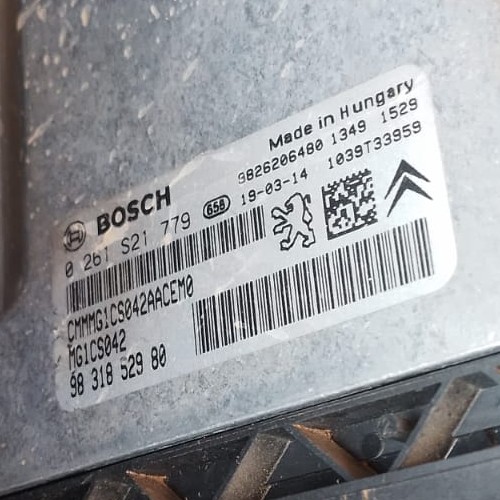 Made in Hungary
9826206480 1349 1529
19-03-14 1039T33959
BOSCH
0 261 S21 779 658
CMMMG1CS042AACEM0
MG1CS042
98 318 529 80